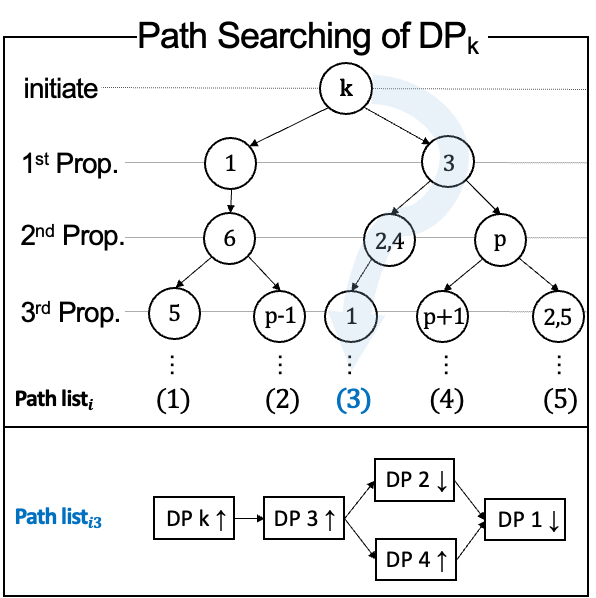 Path Searching of DPk
initiate k
1st Prop. 1 3
2nd Prop. 6 2,4 p
3rd Prop. 5 p-1 1 p+1 2,5
⋮ ⋮ ⋮ ⋮ ⋮
Path listi (1) (2) (3) (4) (5)
DP 2 ↓
Path listi3 DP k ↑ DP 3 ↑ DP 1 ↓
DP 4 ↑